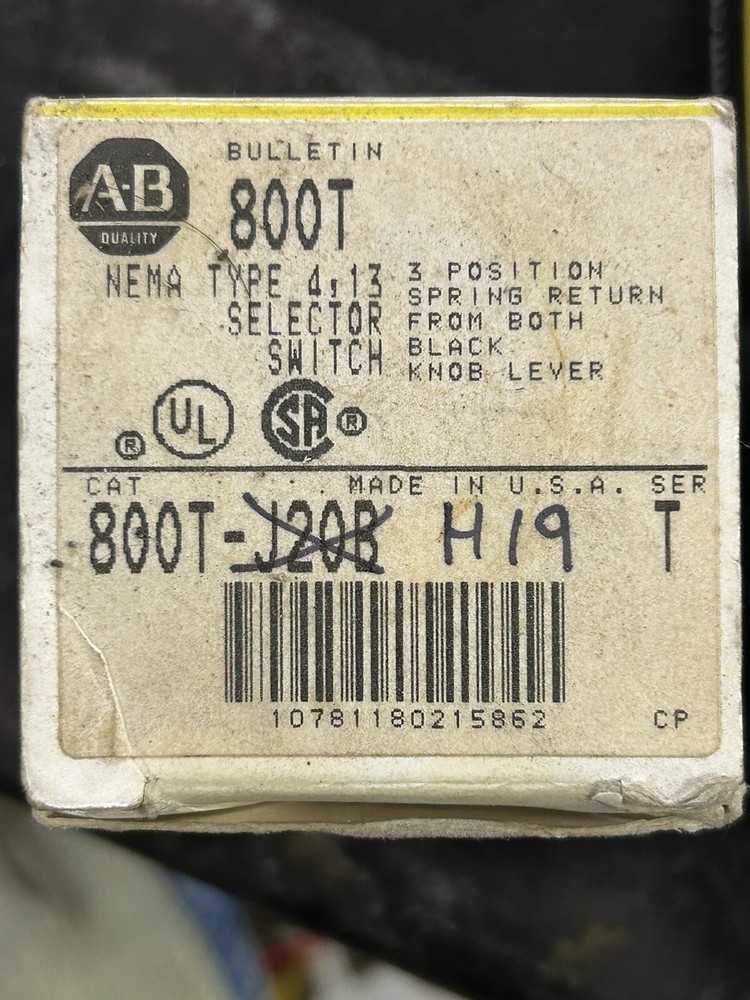 A-B
QUALITY
BULLETIN
800T
NEMA TYPE 4,13
SELECTOR
SWITCH
3 POSITION
SPRING RETURN
FROM BOTH
BLACK
KNOB LEVER
® UL SA ®
CAT MADE IN U.S.A. SER
800T-J20B H19 T
10781180215862 CP